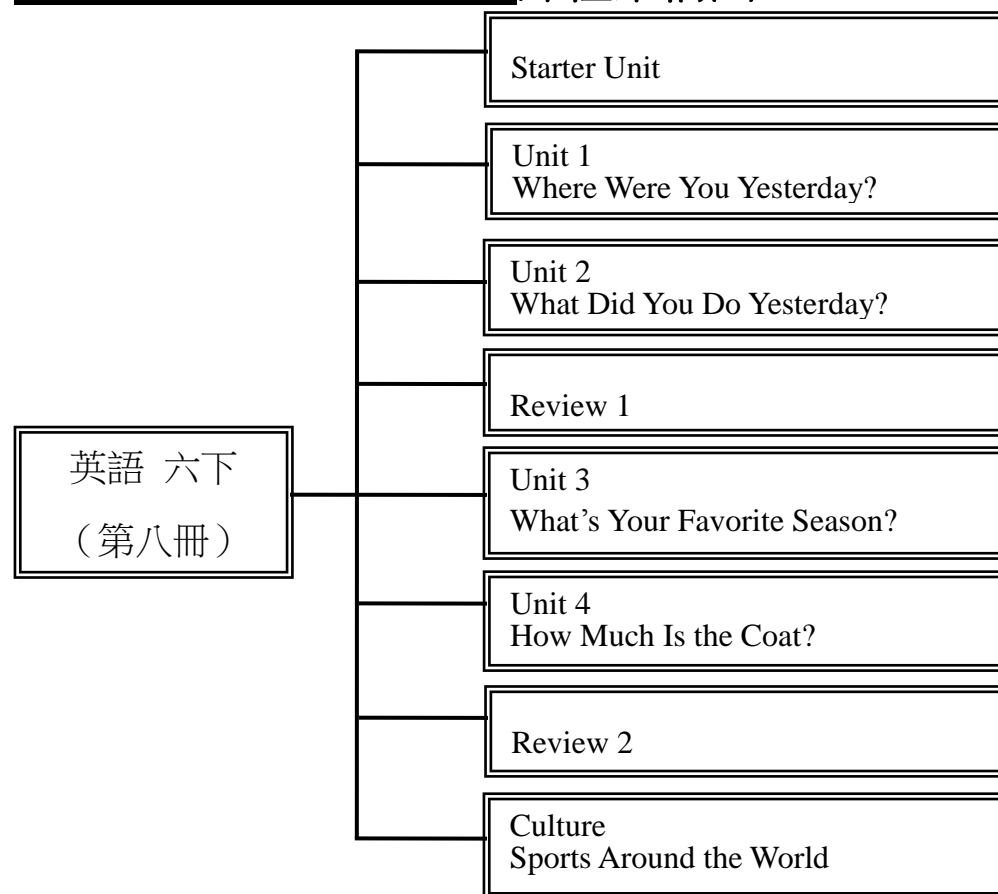 Starter Unit
Unit 1
Where Were You Yesterday?
Unit 2
What Did You Do Yesterday?
Review 1
英語 六下
（第八冊）
Unit 3
What’s Your Favorite Season?
Unit 4
How Much Is the Coat?
Review 2
Culture
Sports Around the World